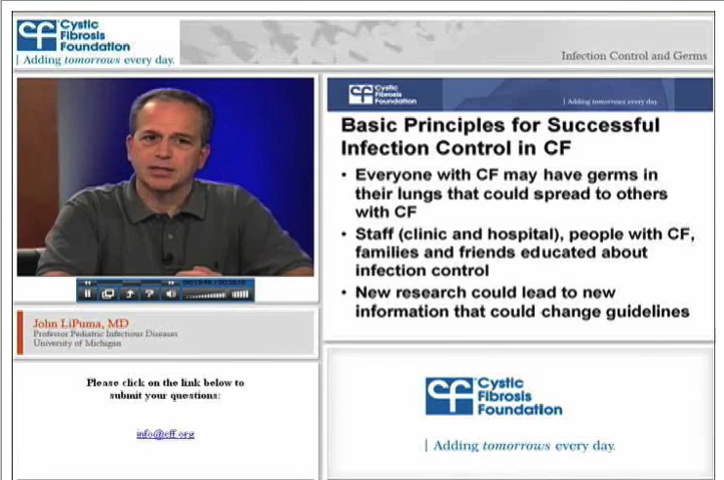 Cystic
Fibrosis
Foundation
Adding tomorrows every day.
Infection Control and Germs
Cystic
Fibrosis
Foundation
Adding tomorrows every day.
Basic Principles for Successful
Infection Control in CF
• Everyone with CF may have germs in
their lungs that could spread to others
with CF
• Staff (clinic and hospital), people with CF,
families and friends educated about
infection control
• New research could lead to new
information that could change guidelines
John LiPuma, MD
Professor Pediatric Infectious Diseases
University of Michigan
Please click on the link below to
submit your questions:
info@cff.org
Cystic
Fibrosis
Foundation
Adding tomorrows every day.